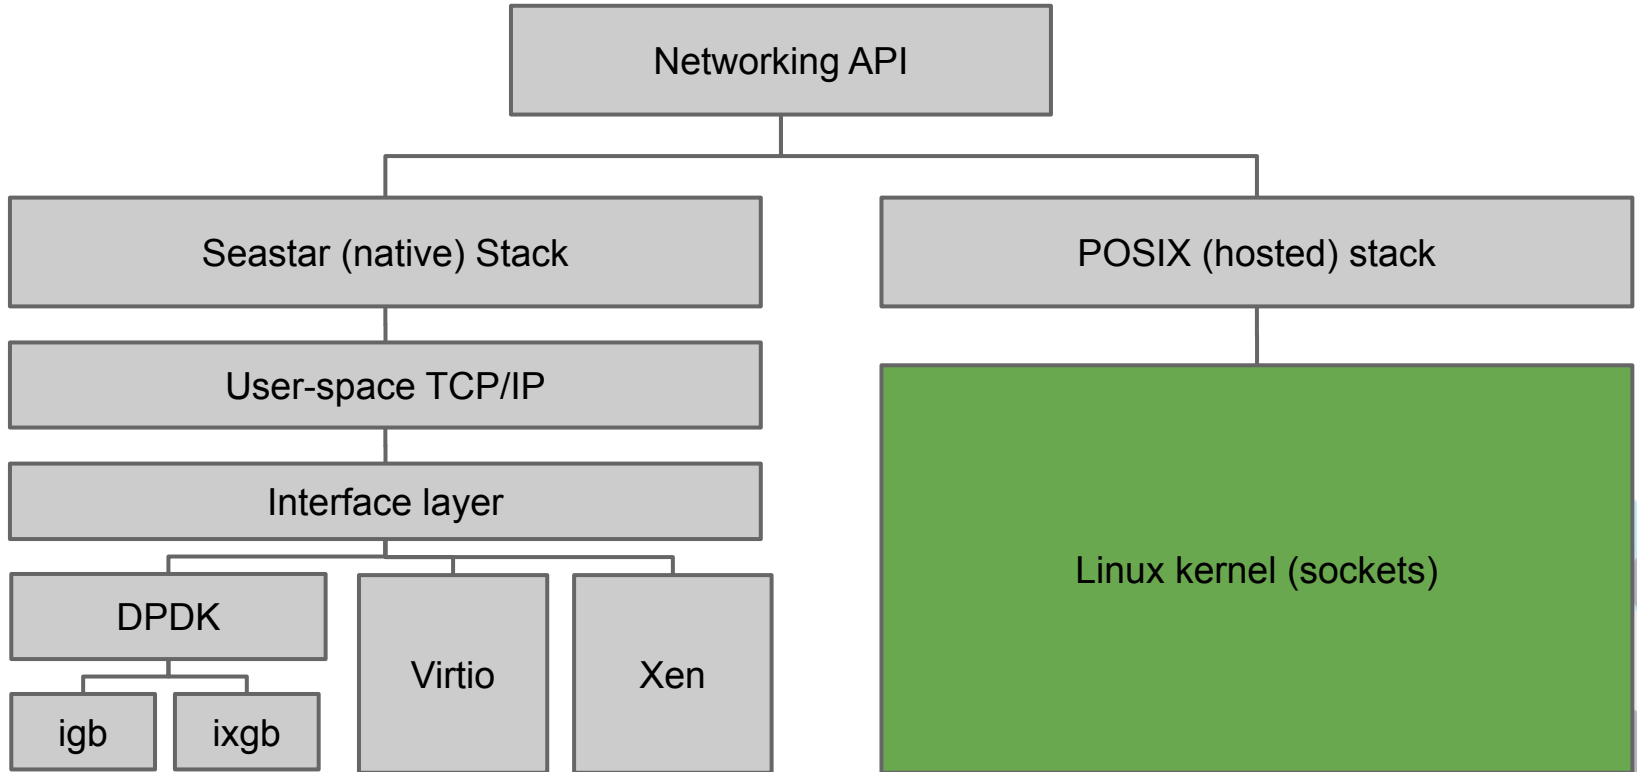 Networking API
Seastar (native) Stack
POSIX (hosted) stack
User-space TCP/IP
Interface layer
Linux kernel (sockets)
DPDK
Virtio
Xen
igb
ixgb